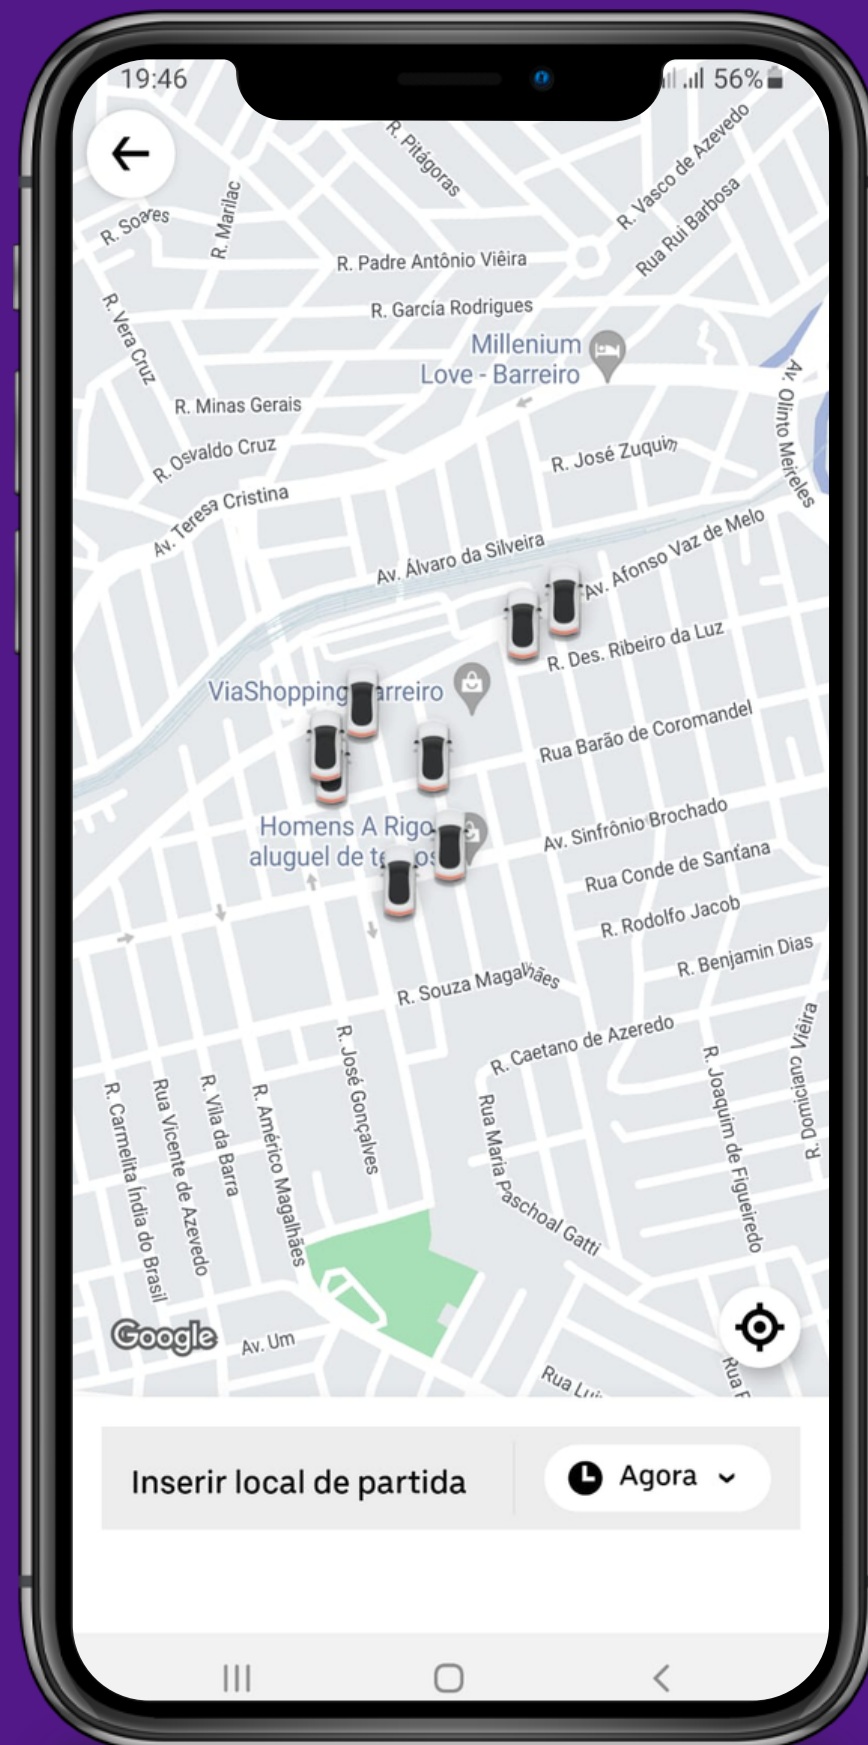 19:46
56%
R. Pitágoras
R. Vasco de Azevedo
R. Soares
R. Marilac
Rua Rui Barbosa
R. Padre Antônio Viêira
R. García Rodrigues
R. Vera Cruz
Millenium
Love - Barreiro
Av. Olinto Meireles
R. Minas Gerais
R. Osvaldo Cruz
R. José Zuquim
Av. Teresa Cristina
Av. Álvaro da Silveira
Av. Afonso Vaz de Melo
R. Des. Ribeiro da Luz
ViaShopping Barreiro
Rua Barão de Coromandel
Homens A Rigo
aluguel de
Av. Sinfrônio Brochado
Rua Conde de Santana
R. Rodolfo Jacob
R. Benjamin Dias
R. Souza Magalhães
R. Caetano de Azeredo
R. Domiciano Viêira
R. José Gonçalves
R. Joaquim de Figueiredo
R. Carmelita Índia do Brasil
Rua Vicente de Azevedo
R. Vila da Barra
R. Américo Magalhães
Rua Maria Paschoal Gatti
Google
Av. Um
Rua
Rua
Inserir local de partida
Agora